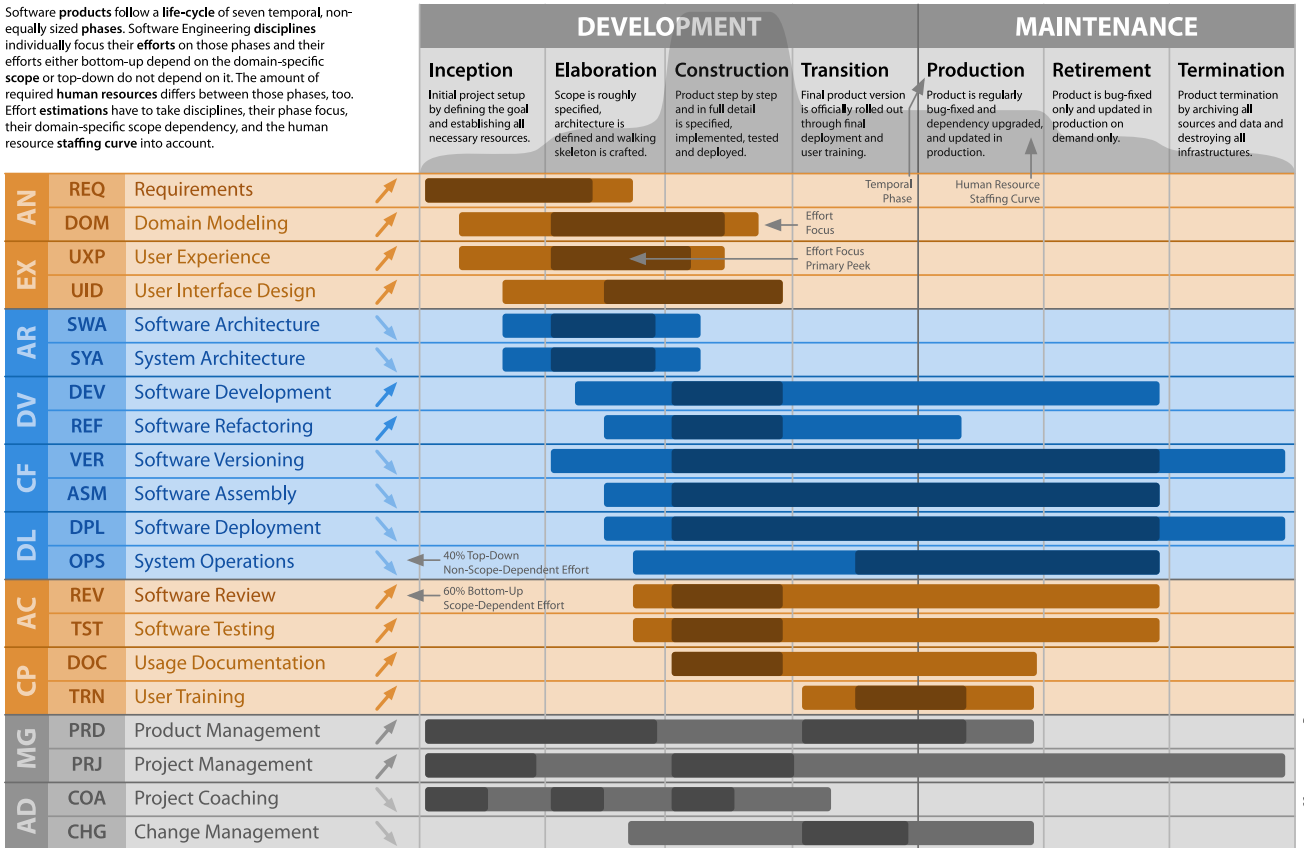 Software products follow a life-cycle of seven temporal, non-
equally sized phases. Software Engineering disciplines
individually focus their efforts on those phases and their
efforts either bottom-up depend on the domain-specific
scope or top-down do not depend on it. The amount of
required human resources differs between those phases, too.
Effort estimations have to take disciplines, their phase focus,
their domain-specific scope dependency, and the human
resource staffing curve into account.
DEVELOPMENT
MAINTENANCE
Inception
Initial project setup
by defining the goal
and establishing all
necessary resources.
Elaboration
Scope is roughly
specified,
architecture is
defined and walking
skeleton is crafted.
Construction
Product step by step
and in full detail
is specified,
implemented, tested
and deployed.
Transition
Final product version
is officially rolled out
through final
deployment and
user training.
Production
Product is regularly
bug-fixed and
dependency upgraded,
and updated in
production.
Retirement
Product is bug-fixed
only and updated in
production on
demand only.
Termination
Product termination
by archiving all
sources and data and
destroying all
infrastructures.
Temporal
Phase
Human Resource
Staffing Curve
AN
REQ Requirements
DOM Domain Modeling
Effort
Focus
EX
UXP User Experience
Effort Focus
Primary Peek
UID User Interface Design
AR
SWA Software Architecture
SYA System Architecture
DV
DEV Software Development
REF Software Refactoring
CF
VER Software Versioning
ASM Software Assembly
DL
DPL Software Deployment
OPS System Operations
40% Top-Down
Non-Scope-Dependent Effort
AC
REV Software Review
60% Bottom-Up
Scope-Dependent Effort
TST Software Testing
CP
DOC Usage Documentation
TRN User Training
MG
PRD Product Management
PRJ Project Management
AD
COA Project Coaching
CHG Change Management